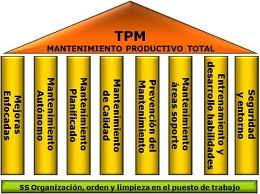 TPM
MANTENIMIENTO PRODUCTIVO TOTAL
Mejoras
Enfocadas
Mantenimiento
Autónomo
Mantenimiento
Planificado
Mantenimiento
de Calidad
Prevención del
Mantenimiento
Mantenimiento
áreas soporte
Entrenamiento y
desarrollo habilidades
Seguridad
y entorno
5S Organización, orden y limpieza en el puesto de trabajo